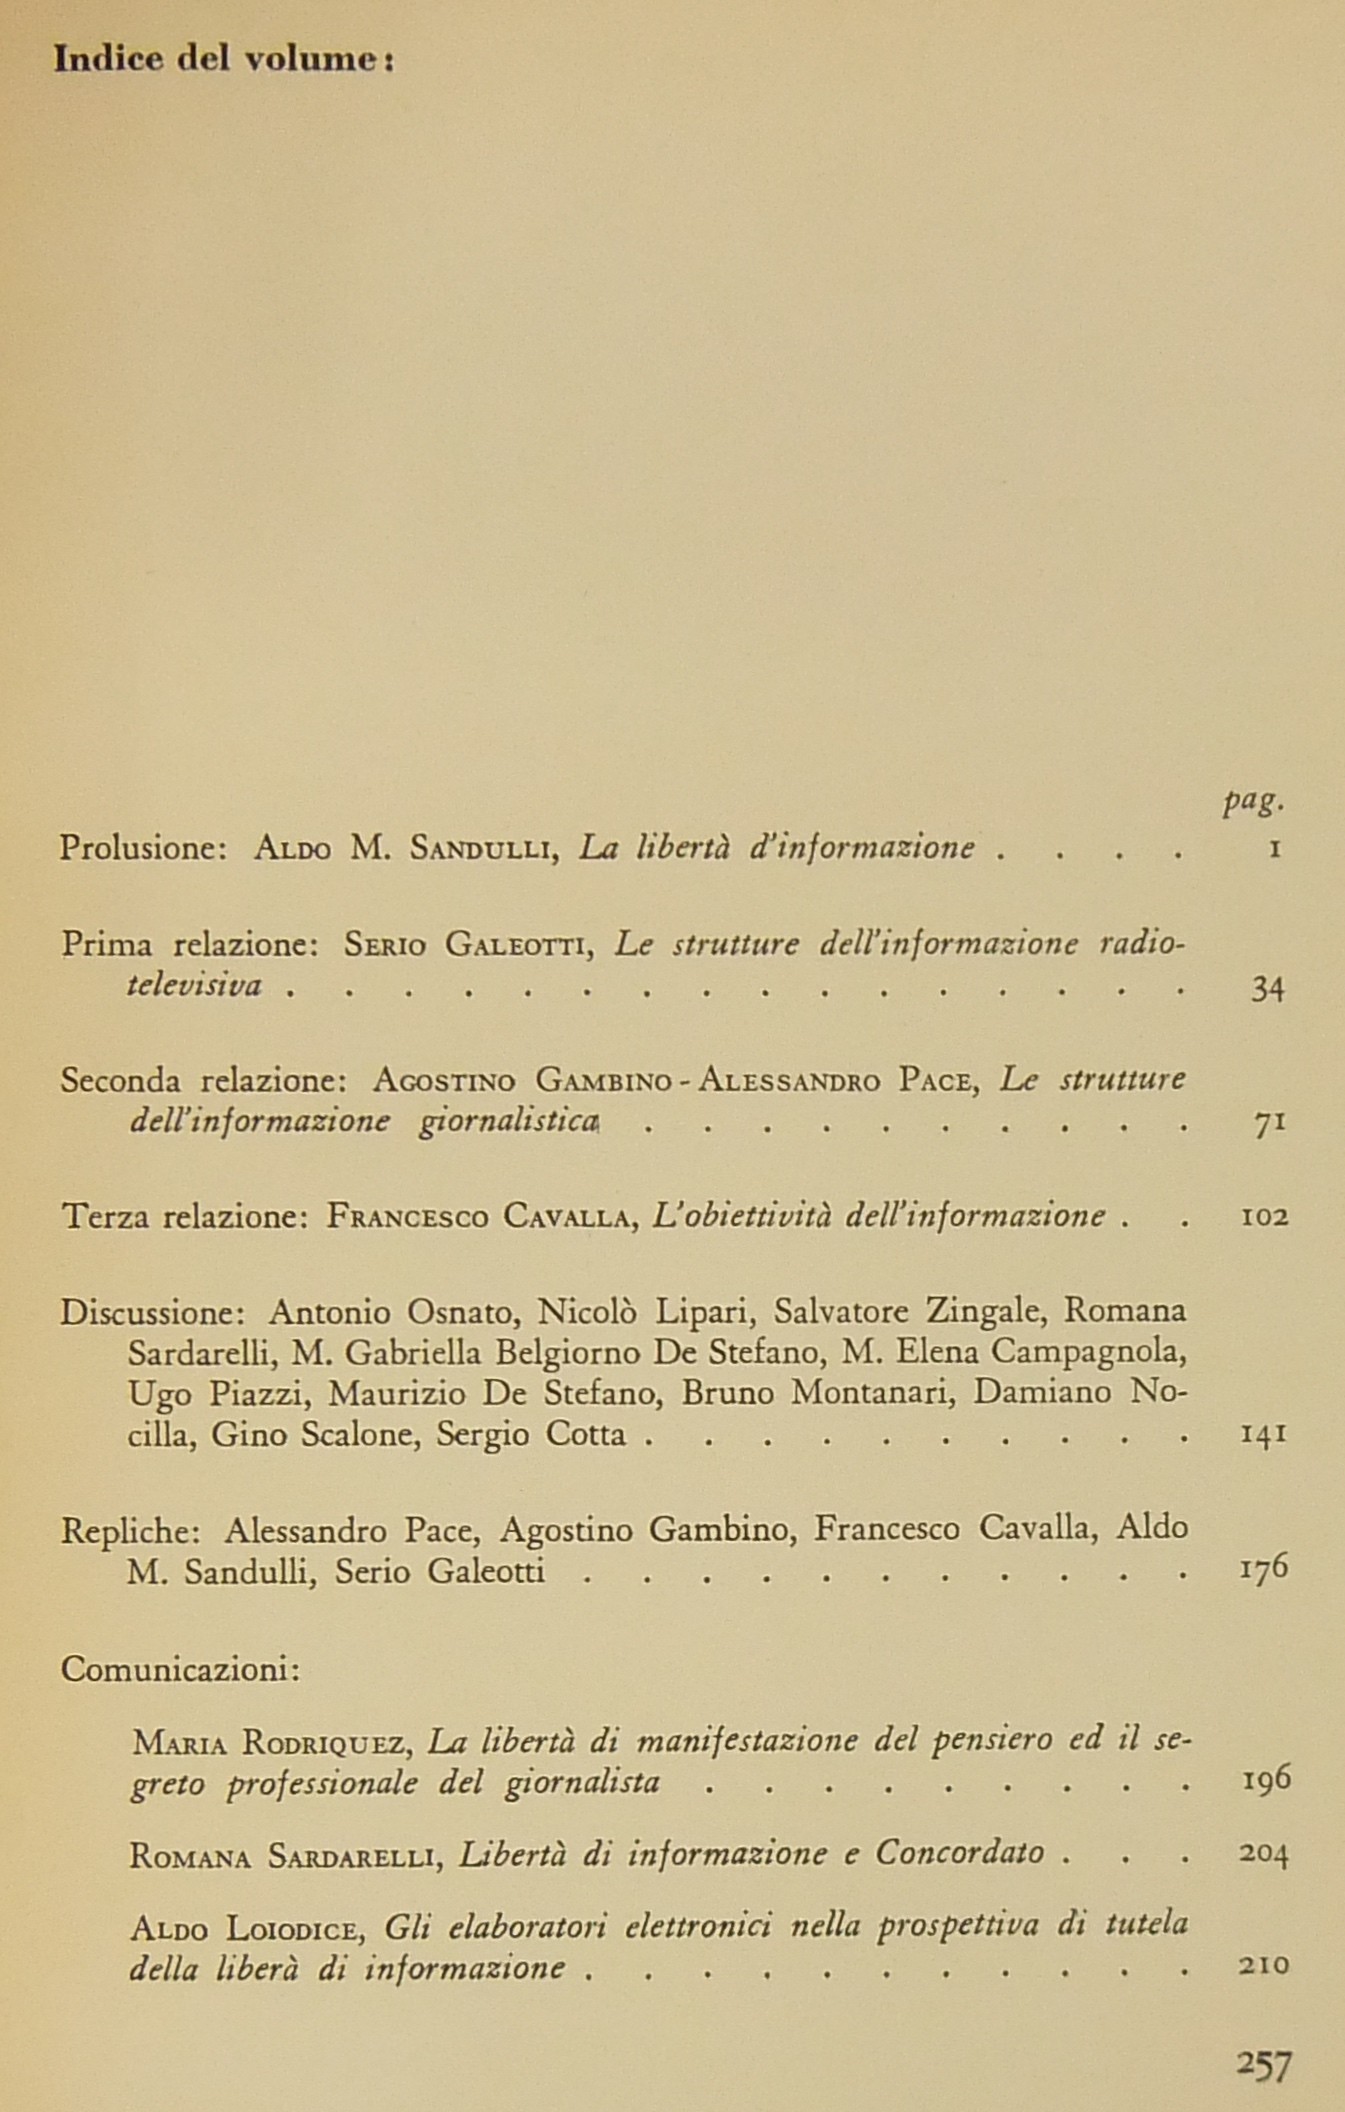 Indice del volume:
pag.
Prolusione: Aldo M. Sandulli, La libertà d'informazione . . . . 1
Prima relazione: Serio Galeotti, Le strutture dell'informazione radio-
televisiva . . . . . . . . . . . . . . . . 34
Seconda relazione: Agostino Gambino - Alessandro Pace, Le strutture
dell'informazione giornalistica . . . . . . . . . . 71
Terza relazione: Francesco Cavalla, L'obiettività dell'informazione . . 102
Discussione: Antonio Osnato, Nicolò Lipari, Salvatore Zingale, Romana
Sardarelli, M. Gabriella Belgiorno De Stefano, M. Elena Campagnola,
Ugo Piazzi, Maurizio De Stefano, Bruno Montanari, Damiano No-
cilla, Gino Scalone, Sergio Cotta . . . . . . . . . . 141
Repliche: Alessandro Pace, Agostino Gambino, Francesco Cavalla, Aldo
M. Sandulli, Serio Galeotti . . . . . . . . . . . 176
Comunicazioni:
Maria Rodriquez, La libertà di manifestazione del pensiero ed il se-
greto professionale del giornalista . . . . . . . . . 196
Romana Sardarelli, Libertà di informazione e Concordato . . . 204
Aldo Loiodice, Gli elaboratori elettronici nella prospettiva di tutela
della liberà di informazione . . . . . . . . . . . 210
257